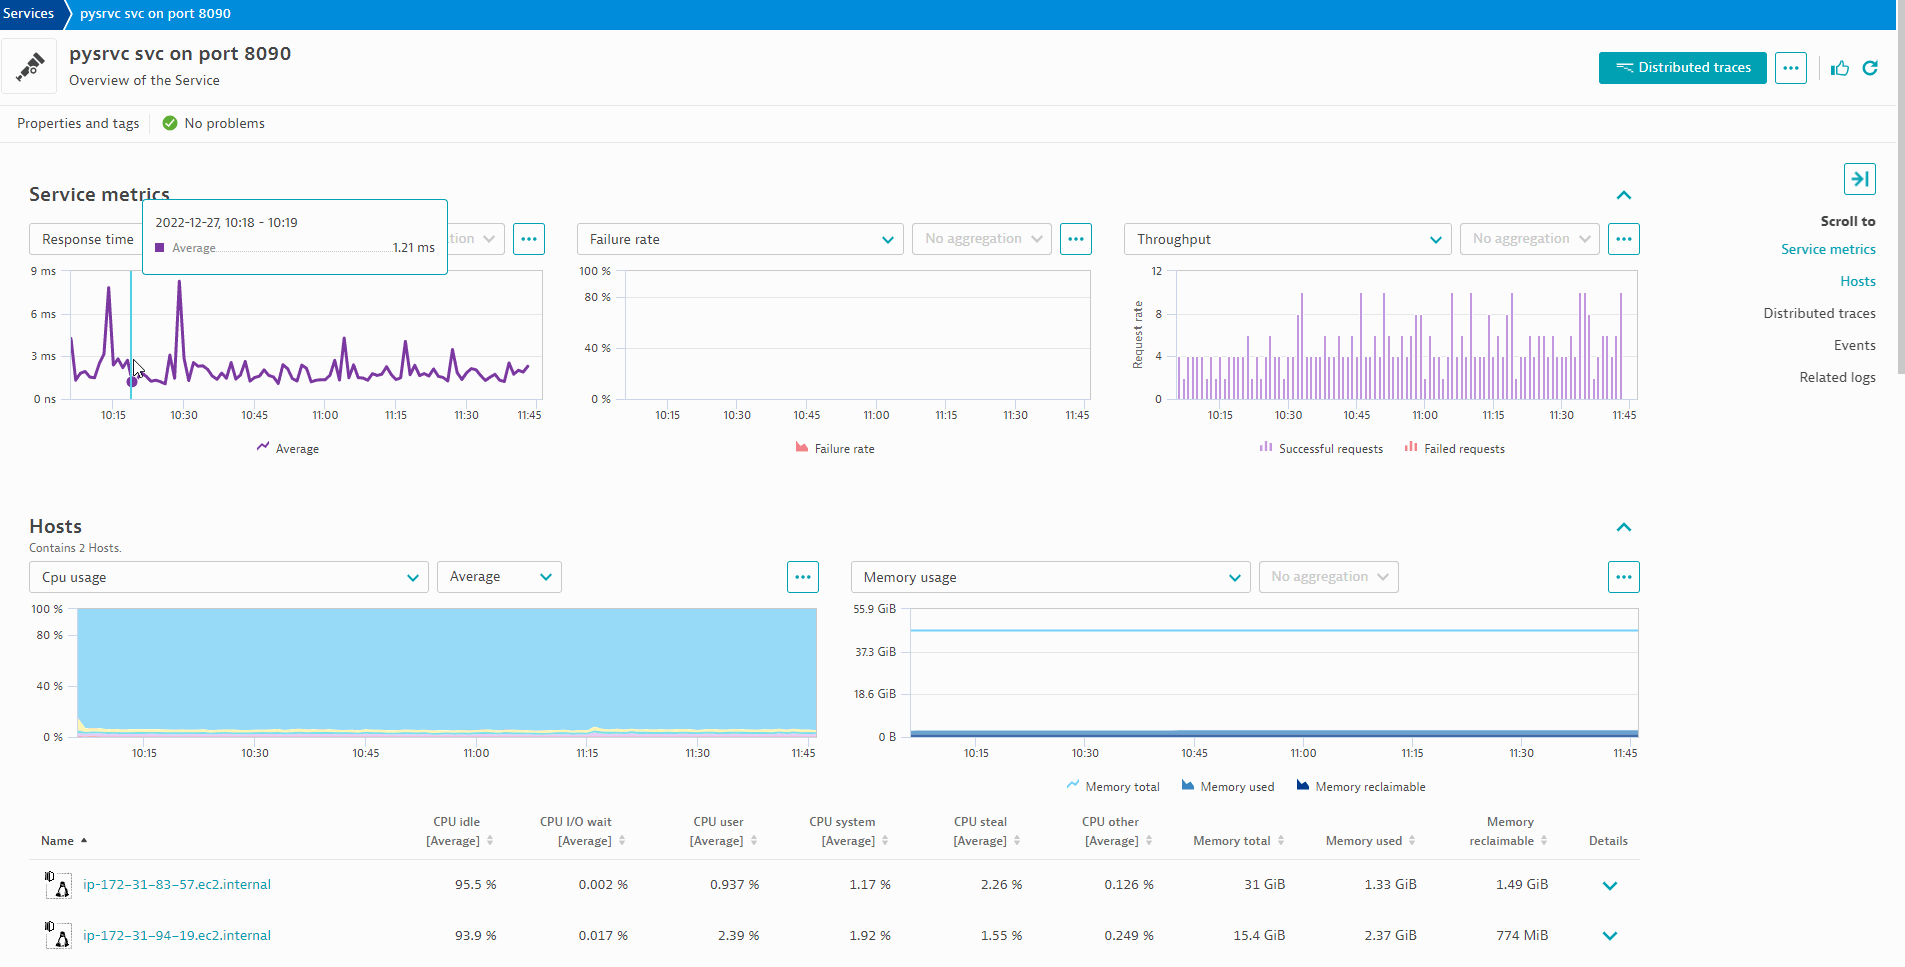 Services
pysrvc svc on port 8090
pysrvc svc on port 8090
Overview of the Service
Distributed traces
Properties and tags
No problems
Service metrics
2022-12-27, 10:18 - 10:19
Average 1.21 ms
Response time
Failure rate
No aggregation
Throughput
No aggregation
9 ms
6 ms
3 ms
0 ns
10:15 10:30 10:45 11:00 11:15 11:30 11:45
Average
100 %
80 %
40 %
0 %
10:15 10:30 10:45 11:00 11:15 11:30 11:45
Failure rate
Request rate
12
8
4
0
10:15 10:30 10:45 11:00 11:15 11:30 11:45
Successful requests Failed requests
Scroll to
Service metrics
Hosts
Distributed traces
Events
Related logs
Hosts
Contains 2 Hosts.
Cpu usage
Average
Memory usage
No aggregation
100 %
80 %
40 %
0 %
10:15 10:30 10:45 11:00 11:15 11:30 11:45
55.9 GiB
37.3 GiB
18.6 GiB
0 B
10:15 10:30 10:45 11:00 11:15 11:30 11:45
Memory total Memory used Memory reclaimable
Name
CPU idle [Average]
CPU I/O wait [Average]
CPU user [Average]
CPU system [Average]
CPU steal [Average]
CPU other [Average]
Memory total
Memory used
Memory reclaimable
Details
ip-172-31-83-57.ec2.internal 95.5 % 0.002 % 0.937 % 1.17 % 2.26 % 0.126 % 31 GiB 1.33 GiB 1.49 GiB
ip-172-31-94-19.ec2.internal 93.9 % 0.017 % 2.39 % 1.92 % 1.55 % 0.249 % 15.4 GiB 2.37 GiB 774 MiB